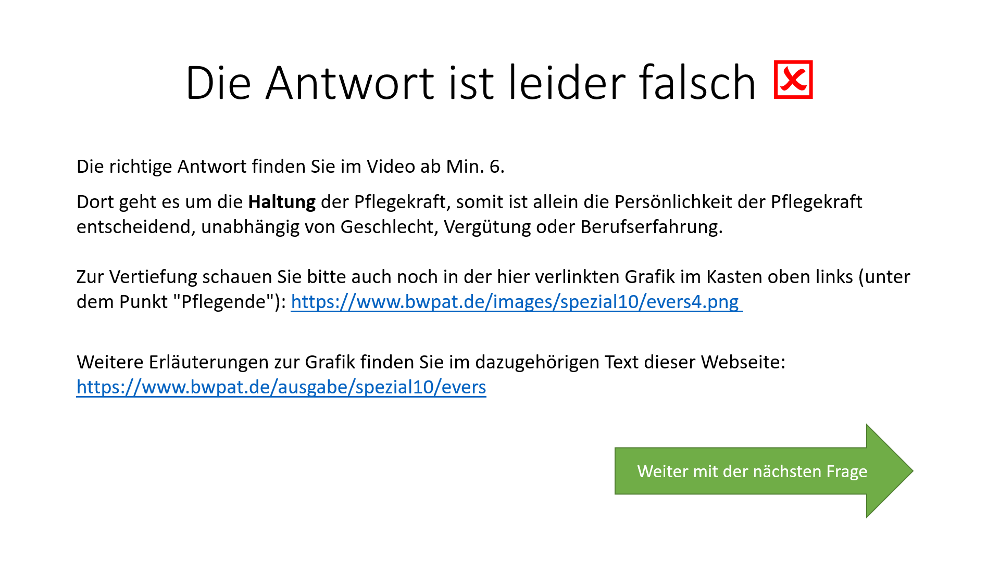 Die Antwort ist leider falsch
Die richtige Antwort finden Sie im Video ab Min. 6.
Dort geht es um die Haltung der Pflegekraft, somit ist allein die Persönlichkeit der Pflegekraft
entscheidend, unabhängig von Geschlecht, Vergütung oder Berufserfahrung.
Zur Vertiefung schauen Sie bitte auch noch in der hier verlinkten Grafik im Kasten oben links (unter
dem Punkt "Pflegende"): https://www.bwpat.de/images/spezial10/evers4.png
Weitere Erläuterungen zur Grafik finden Sie im dazugehörigen Text dieser Webseite:
https://www.bwpat.de/ausgabe/spezial10/evers
Weiter mit der nächsten Frage